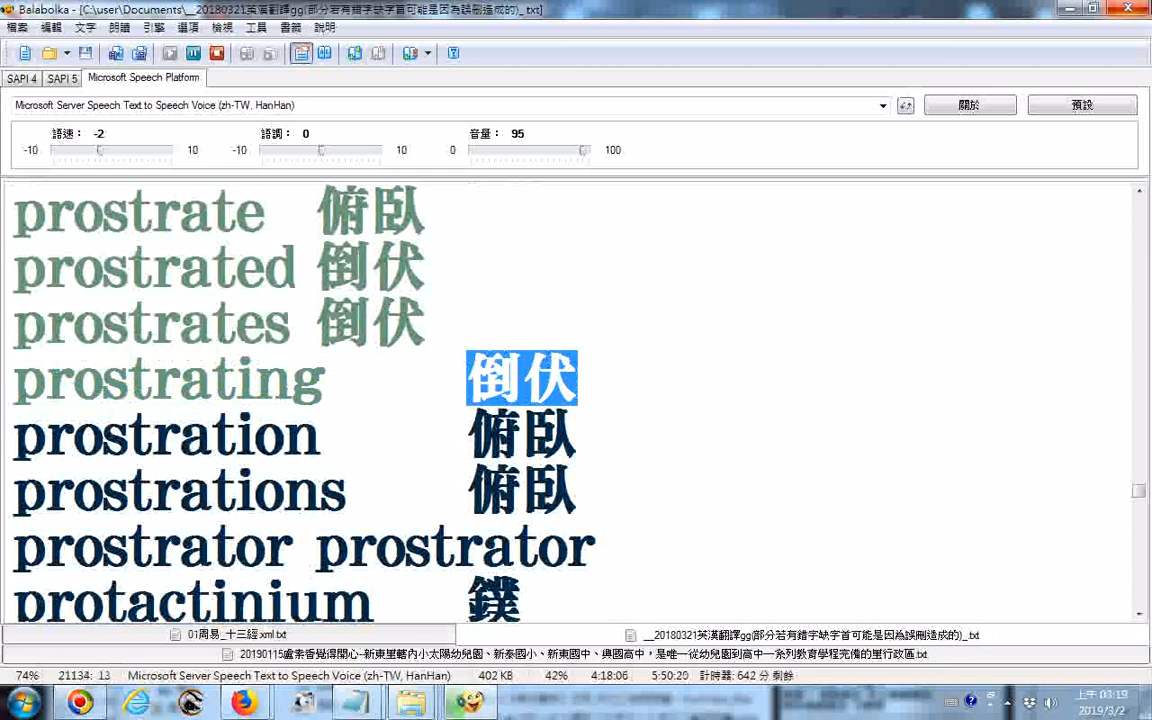 Balabolka - [C:\user\Documents\__20180321英漢翻譯gg(部分若有錯字缺字首可能是因為誤刪造成的)_.txt]
檔案 編輯 文字 朗讀 引擎 選項 檢視 工具 書籤 說明
SAPI 4 SAPI 5 Microsoft Speech Platform
Microsoft Server Speech Text to Speech Voice (zh-TW, HanHan) 關於 預設
語速： -2 語調： 0 音量： 95
-10 10 -10 10 0 100
prostrate 俯臥
prostrated 倒伏
prostrates 倒伏
prostrating 倒伏
prostration 俯臥
prostrations 俯臥
prostrator prostrator
protactinium 鏷
01周易_十三經.xml.txt __20180321英漢翻譯gg(部分若有錯字缺字首可能是因為誤刪造成的)_.txt
20190115盧素香覺得開心-新東里轄內小太陽幼兒園、新泰國小、新東國中、興國高中，是唯一從幼兒園到高中一系列教育學程完備的里行政區.txt
74% 21134: 13 Microsoft Server Speech Text to Speech Voice (zh-TW, HanHan) 402 KB 42% 4:18:06 5:50:20 計時器: 642 分 剩餘
上午 03:19
2019/3/2